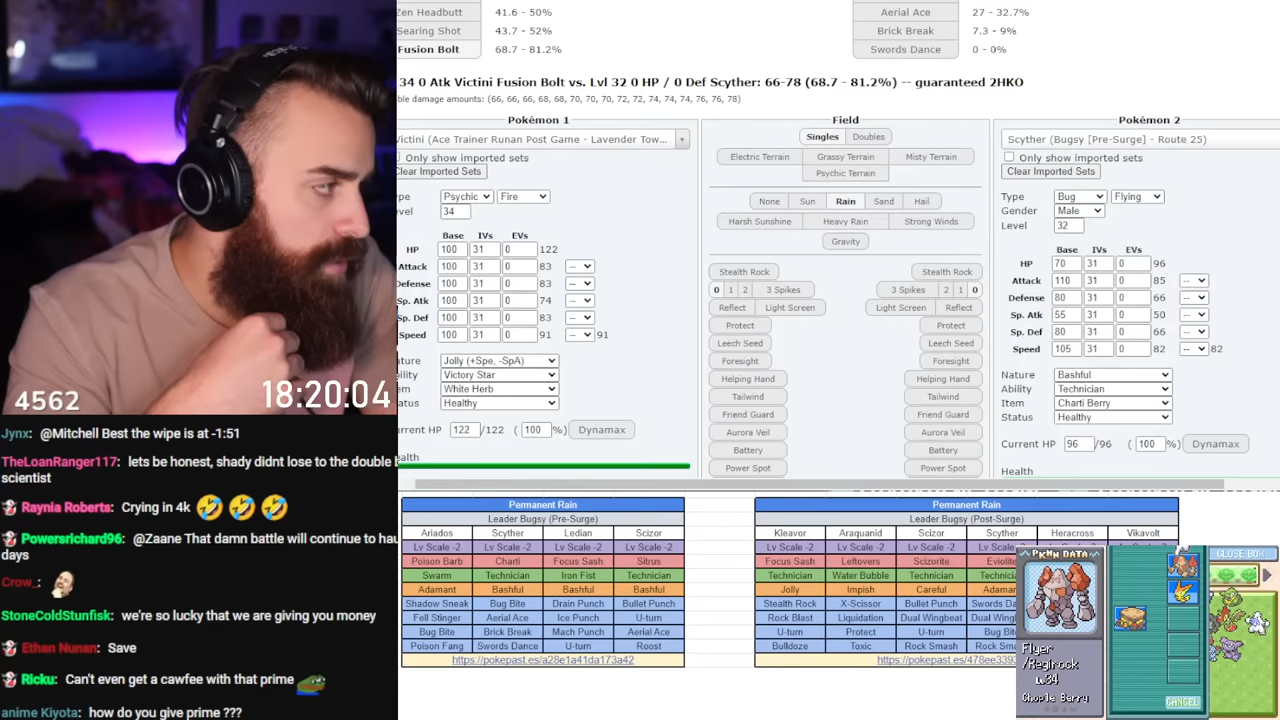 Zen Headbutt 41.6 - 50%
Searing Shot 43.7 - 52%
Fusion Bolt 68.7 - 81.2%
Aerial Ace 27 - 32.7%
Brick Break 7.3 - 9%
Swords Dance 0 - 0%
34 0 Atk Victini Fusion Bolt vs. Lvl 32 0 HP / 0 Def Scyther: 66-78 (68.7 - 81.2%) -- guaranteed 2HKO
ble damage amounts: (66, 66, 66, 68, 68, 70, 70, 70, 72, 72, 74, 74, 74, 76, 76, 78)
Pokémon 1
Victini (Ace Trainer Runan Post Game - Lavender Tow...
Only show imported sets
Clear Imported Sets
ype Psychic Fire
evel 34
Base IVs EVs
HP 100 31 0 122
Attack 100 31 0 83 --
Defense 100 31 0 83 --
Sp. Atk 100 31 0 74 --
Sp. Def 100 31 0 83 --
Speed 100 31 0 91 -- 91
ature Jolly (+Spe, -SpA)
bility Victory Star
em White Herb
tatus Healthy
urrent HP 122 /122 ( 100 %) Dynamax
ealth
Field
Singles Doubles
Electric Terrain Grassy Terrain Misty Terrain
Psychic Terrain
None Sun Rain Sand Hail
Harsh Sunshine Heavy Rain Strong Winds
Gravity
Stealth Rock Stealth Rock
0 1 2 3 Spikes 3 Spikes 2 1 0
Reflect Light Screen Light Screen Reflect
Protect Protect
Leech Seed Leech Seed
Foresight Foresight
Helping Hand Helping Hand
Tailwind Tailwind
Friend Guard Friend Guard
Aurora Veil Aurora Veil
Battery Battery
Power Spot Power Spot
Pokémon 2
Scyther (Bugsy [Pre-Surge] - Route 25)
Only show imported sets
Clear Imported Sets
Type Bug Flying
Gender Male
Level 32
Base IVs EVs
HP 70 31 0 96
Attack 110 31 0 85 --
Defense 80 31 0 66 --
Sp. Atk 55 31 0 50 --
Sp. Def 80 31 0 66 --
Speed 105 31 0 82 -- 82
Nature Bashful
Ability Technician
Item Charti Berry
Status Healthy
Current HP 96 /96 ( 100 %) Dynamax
Health
4562
18:20:04
Jynx: @Mitchell Best the wipe is at -1:51
TheLoanRanger117: lets be honest, shady didnt lose to the double b
scientist
Raynia Roberts: Crying in 4k 🤣🤣🤣
Powersrichard96: @Zaane That damn battle will continue to hau
days
Crow_:
StoneColdStunfisk: we're so lucky that we are giving you money
Ethan Nunan: Save
Ricku: Can't even get a cawfee with that prime
anime Kiyota: how do you give prime ???
Permanent Rain
Leader Bugsy (Pre-Surge)
Ariados Scyther Ledian Scizor
Lv Scale -2 Lv Scale -2 Lv Scale -2 Lv Scale -2
Poison Barb Charti Focus Sash Sitrus
Swarm Technician Iron Fist Technician
Adamant Bashful Bashful Bashful
Shadow Sneak Bug Bite Drain Punch Bullet Punch
Fell Stinger Aerial Ace Ice Punch U-turn
Bug Bite Brick Break Mach Punch Aerial Ace
Poison Fang Swords Dance U-turn Roost
https://pokepast.es/a28e1a41da173a42
Permanent Rain
Leader Bugsy (Post-Surge)
Kleavor Araquanid Scizor Scyther Heracross Vikavolt
Lv Scale -2 Lv Scale -2 Lv Scale -2 Lv Scale -2 Lv Scale -2 Lv Scale -2
Focus Sash Leftovers Scizorite Eviolite
Technician Water Bubble Technician Technicia
Jolly Impish Careful Adamar
Stealth Rock X-Scissor Bullet Punch Swords Da
Rock Blast Liquidation Dual Wingbeat Dual Wing
U-turn Protect U-turn Bug Bit
Bulldoze Toxic Rock Smash Rock Sma
https://pokepast.es/478ee339
PKMN DATA
Flyer
/Regirock
Lv34
Chople Berry
CANCEL
CLOSE BOX